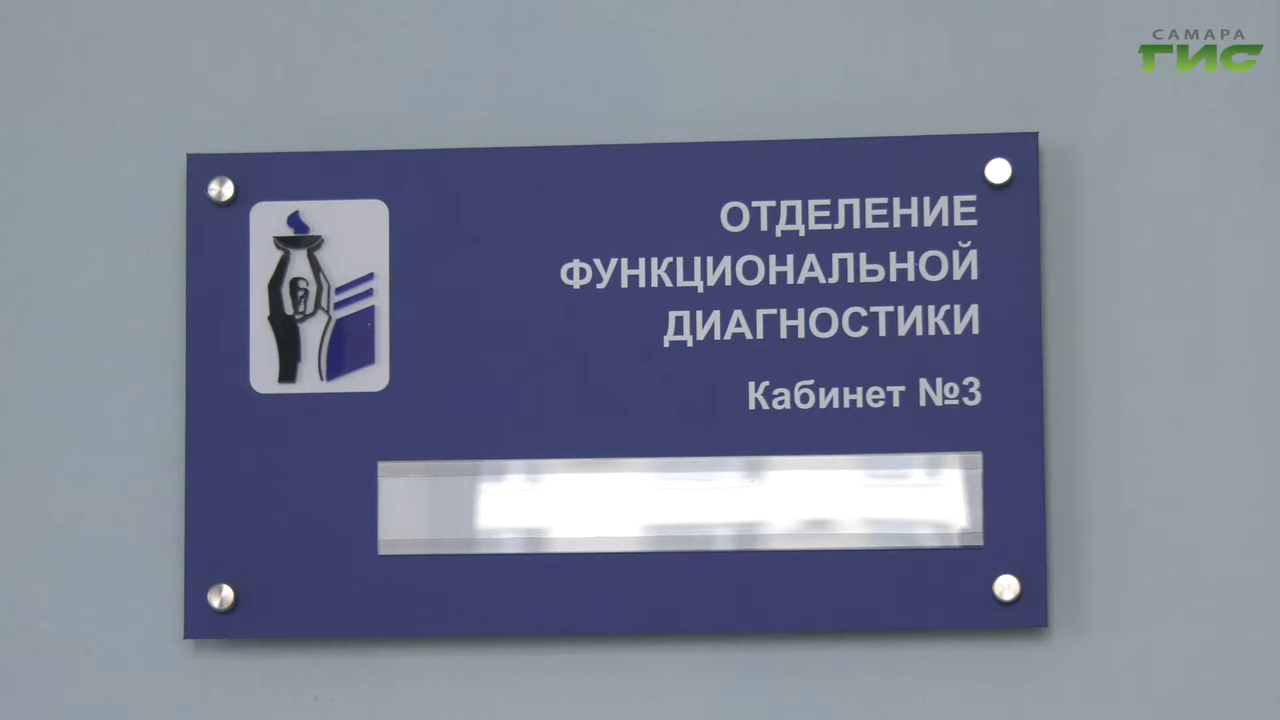 САМАРА
ГИС
ОТДЕЛЕНИЕ
ФУНКЦИОНАЛЬНОЙ
ДИАГНОСТИКИ
Кабинет №3